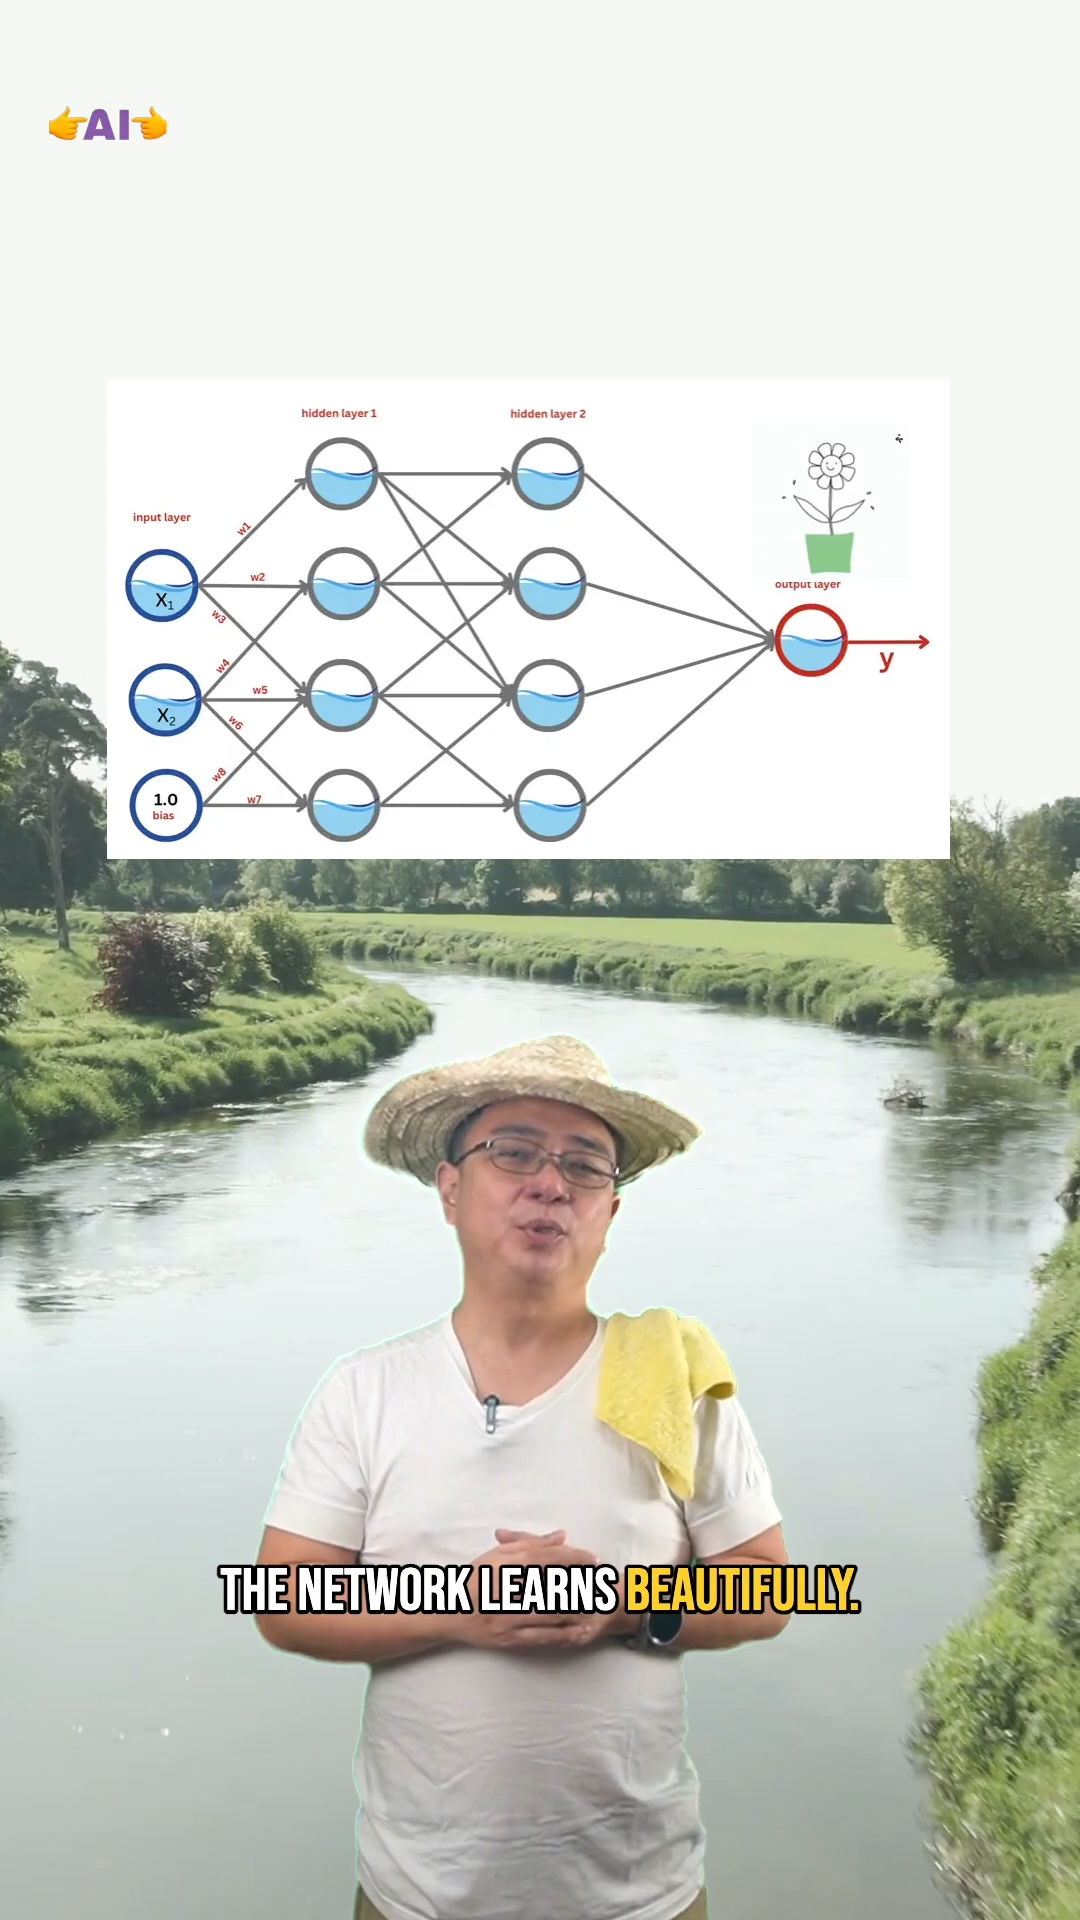 👉AI👈
hidden layer 1
hidden layer 2
input layer
w1
w2
X₁
w3
output layer
y
w4
w5
X₂
w6
w8
1.0
bias
w7
THE NETWORK LEARNS BEAUTIFULLY.